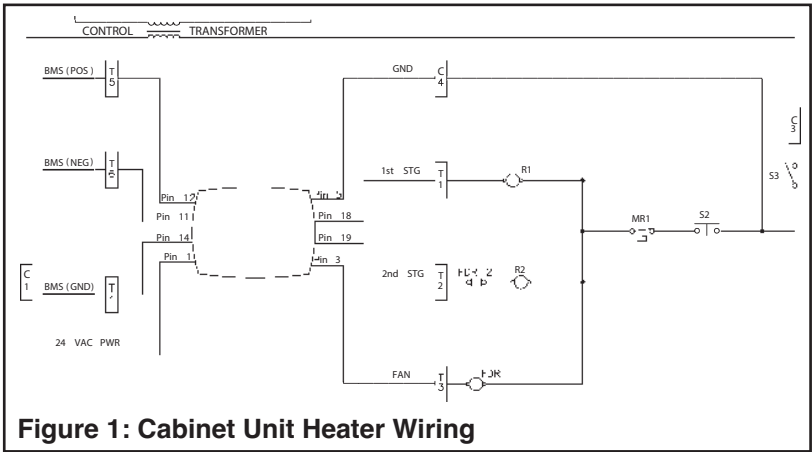 CONTROL TRANSFORMER
BMS (POS) T 5
GND C 4
C 3
BMS (NEG) T
1st STG T 1 R1
S3
Pin 12
Pin 11
Pin 18
MR1 S2
Pin 14
Pin 19
Pin 1
in 3
C 1
BMS (GND) T
2nd STG T 2 R2
24 VAC PWR
FAN T 3
Figure 1: Cabinet Unit Heater Wiring